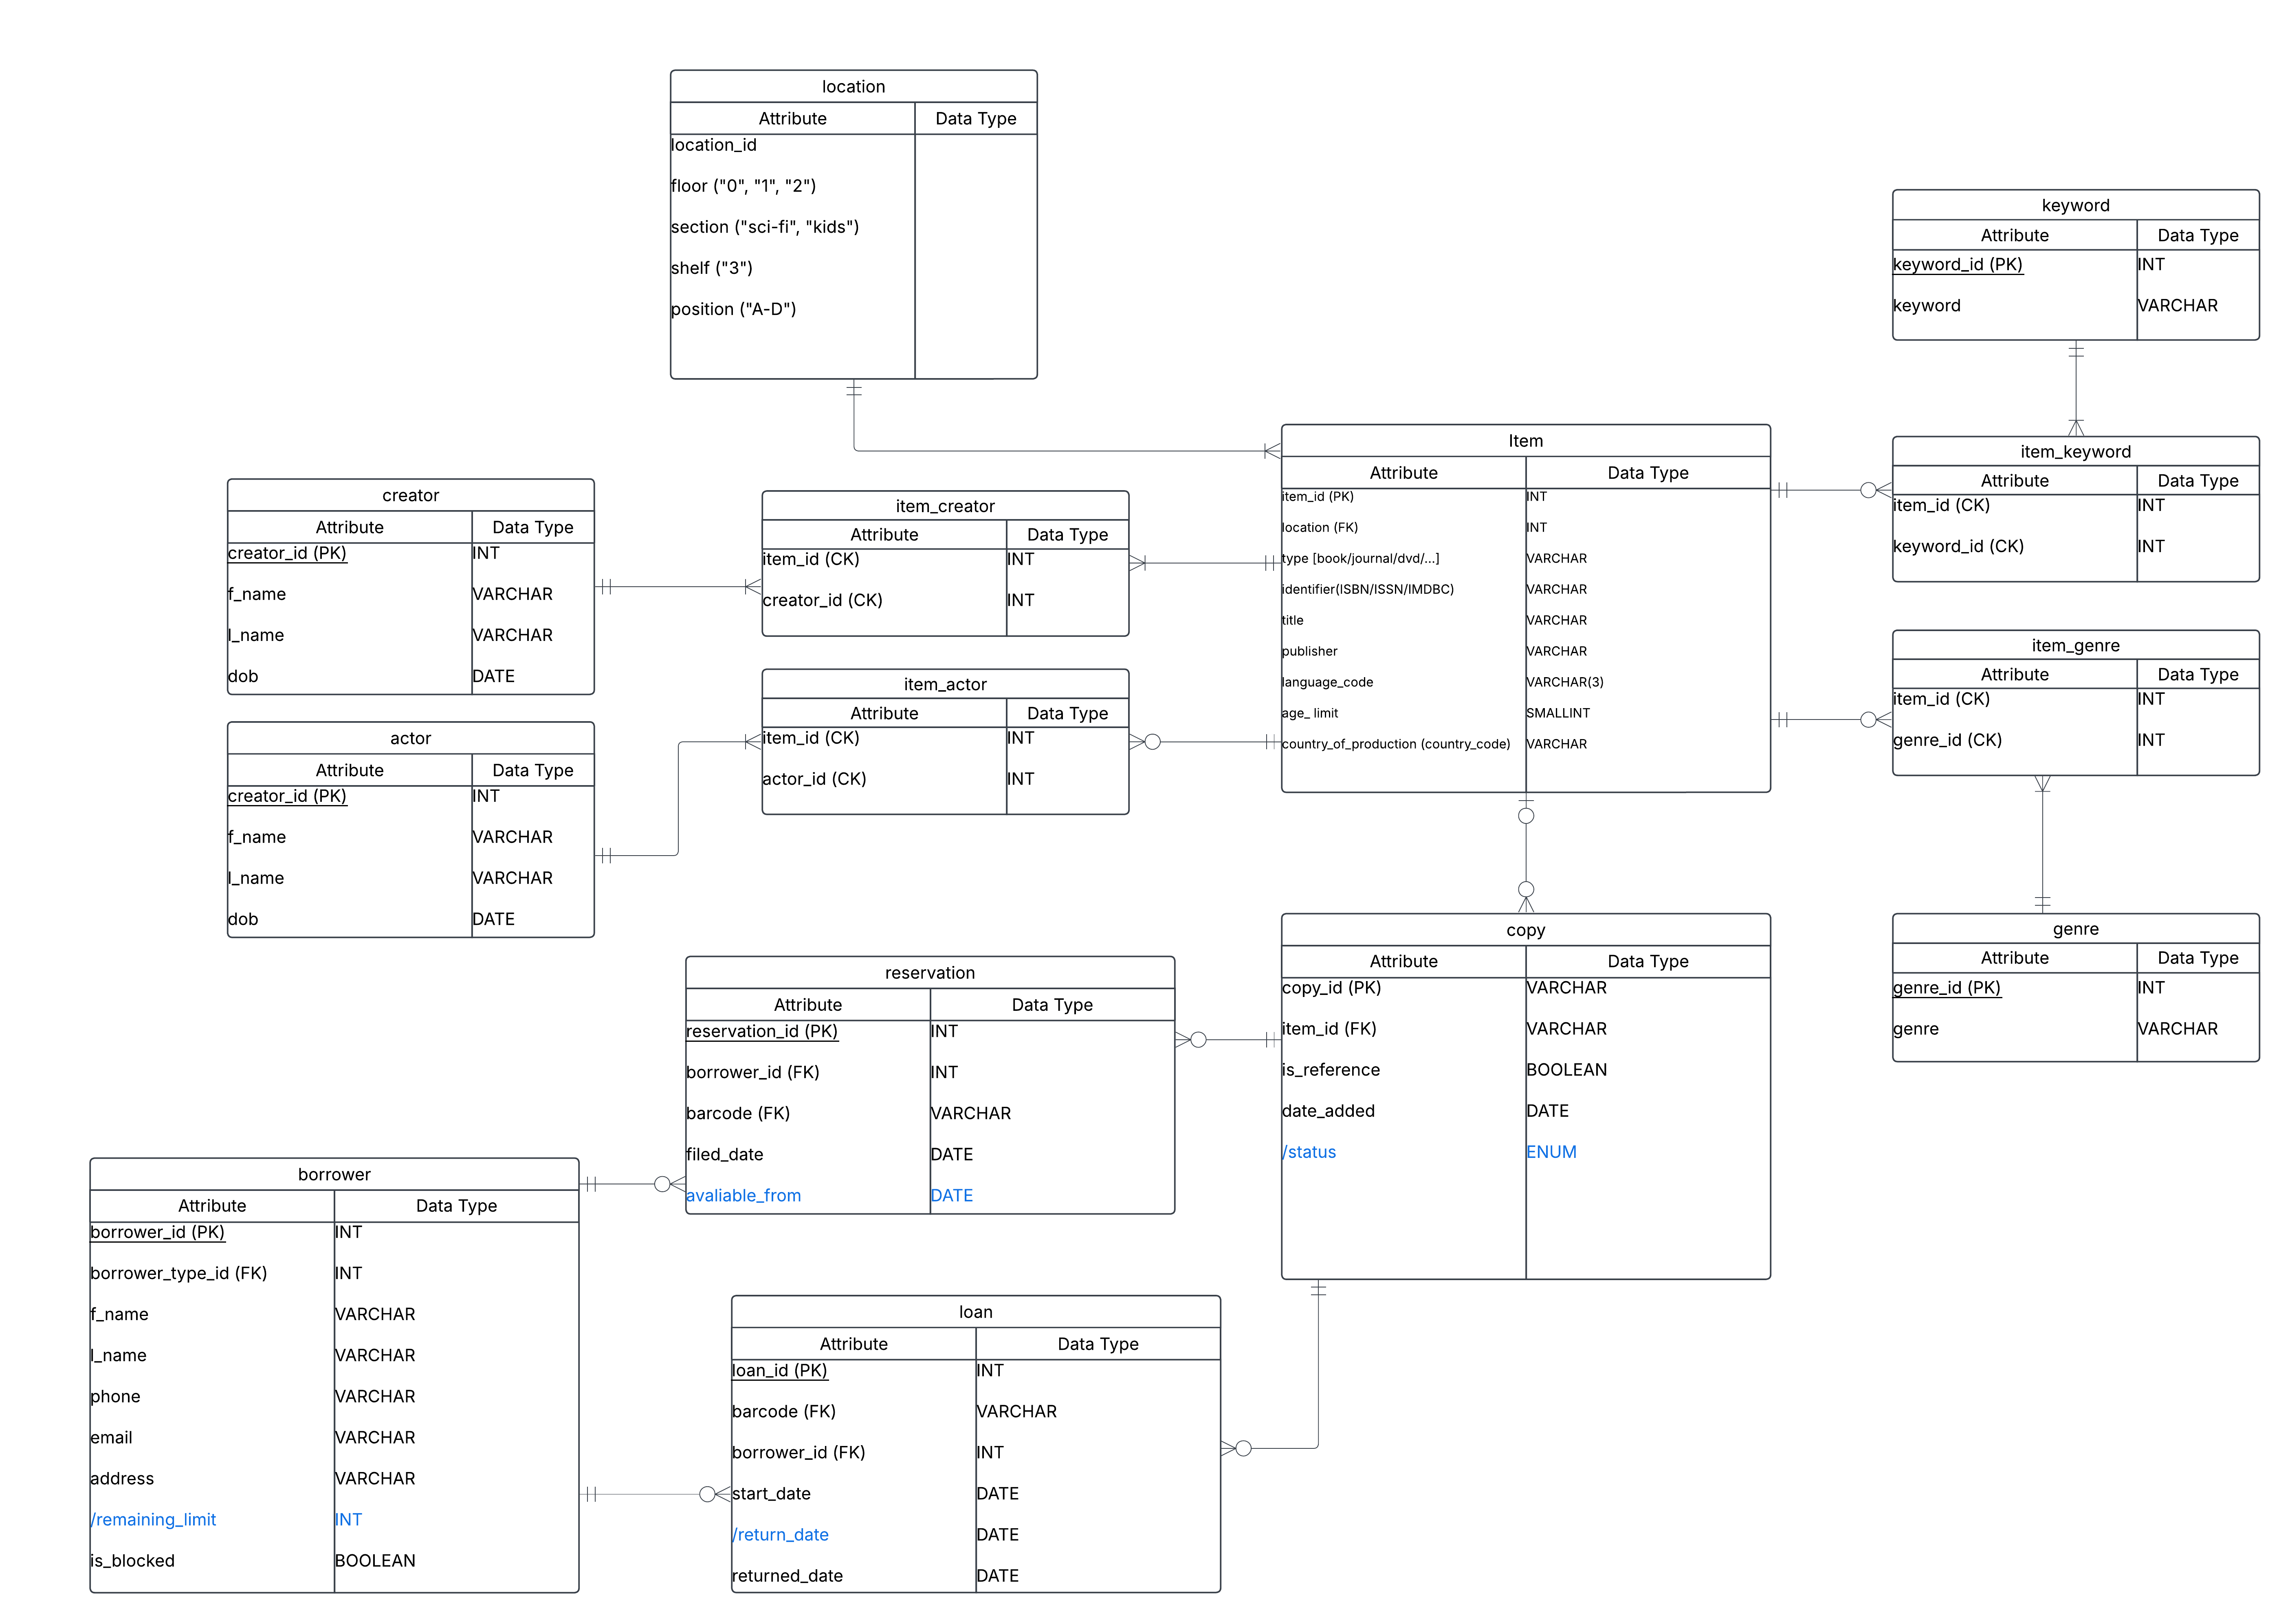 location
Attribute Data Type
location_id
floor ("0", "1", "2")
section ("sci-fi", "kids")
shelf ("3")
position ("A-D")
keyword
Attribute Data Type
keyword_id (PK) INT
keyword VARCHAR
Item
Attribute Data Type
item_id (PK) INT
location (FK) INT
type [book/journal/dvd/...] VARCHAR
identifier(ISBN/ISSN/IMDBC) VARCHAR
title VARCHAR
publisher VARCHAR
language_code VARCHAR(3)
age_ limit SMALLINT
country_of_production (country_code) VARCHAR
item_keyword
Attribute Data Type
item_id (CK) INT
keyword_id (CK) INT
creator
Attribute Data Type
creator_id (PK) INT
f_name VARCHAR
l_name VARCHAR
dob DATE
item_creator
Attribute Data Type
item_id (CK) INT
creator_id (CK) INT
item_genre
Attribute Data Type
item_id (CK) INT
genre_id (CK) INT
item_actor
Attribute Data Type
item_id (CK) INT
actor_id (CK) INT
actor
Attribute Data Type
creator_id (PK) INT
f_name VARCHAR
l_name VARCHAR
dob DATE
copy
Attribute Data Type
copy_id (PK) VARCHAR
item_id (FK) VARCHAR
is_reference BOOLEAN
date_added DATE
/status ENUM
genre
Attribute Data Type
genre_id (PK) INT
genre VARCHAR
reservation
Attribute Data Type
reservation_id (PK) INT
borrower_id (FK) INT
barcode (FK) VARCHAR
filed_date DATE
avaliable_from DATE
borrower
Attribute Data Type
borrower_id (PK) INT
borrower_type_id (FK) INT
f_name VARCHAR
l_name VARCHAR
phone VARCHAR
email VARCHAR
address VARCHAR
/remaining_limit INT
is_blocked BOOLEAN
loan
Attribute Data Type
loan_id (PK) INT
barcode (FK) VARCHAR
borrower_id (FK) INT
start_date DATE
/return_date DATE
returned_date DATE